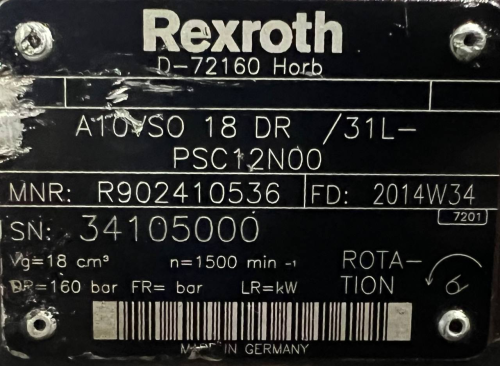 Rexroth
D-72160 Horb
A10VSO 18 DR /31L-
PSC12N00
MNR: R902410536 FD: 2014W34
7201
SN: 34105000
Vg=18 cm³ n=1500 min -1
ROTA-
TION
DR=160 bar FR= bar LR=kW
MADE IN GERMANY